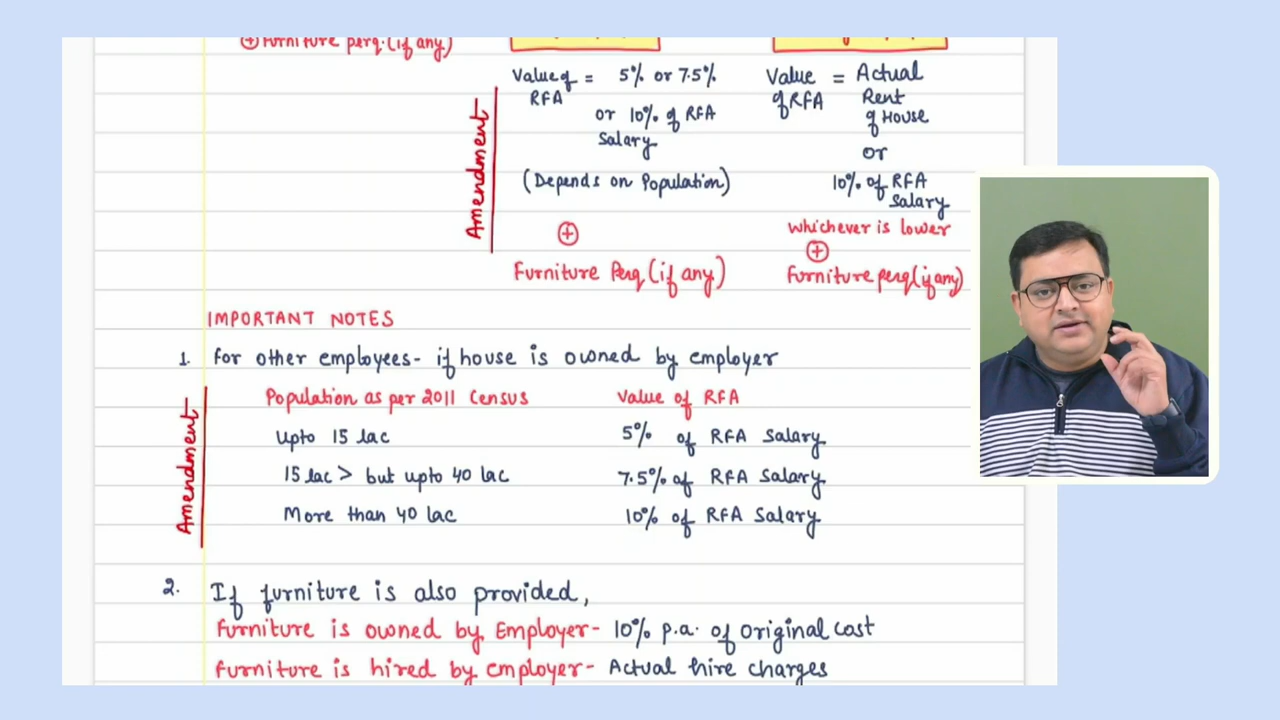 + Furniture perq. (if any)
Value of RFA = 5% or 7.5%
or 10% of RFA
Salary
(Depends on Population)
+
Furniture Perq (if any)
Value of RFA = Actual
Rent
of House
or
10% of RFA
Salary
whichever is lower
+
Furniture perq (if any)
Amendment
IMPORTANT NOTES
1. For other employees- if house is owned by employer
Amendment
Population as per 2011 Census Value of RFA
Upto 15 lac 5% of RFA Salary
15 lac > but upto 40 lac 7.5% of RFA Salary
More than 40 lac 10% of RFA Salary
2. If furniture is also provided,
Furniture is owned by Employer- 10% p.a. of Original Cost
Furniture is hired by employer- Actual hire charges